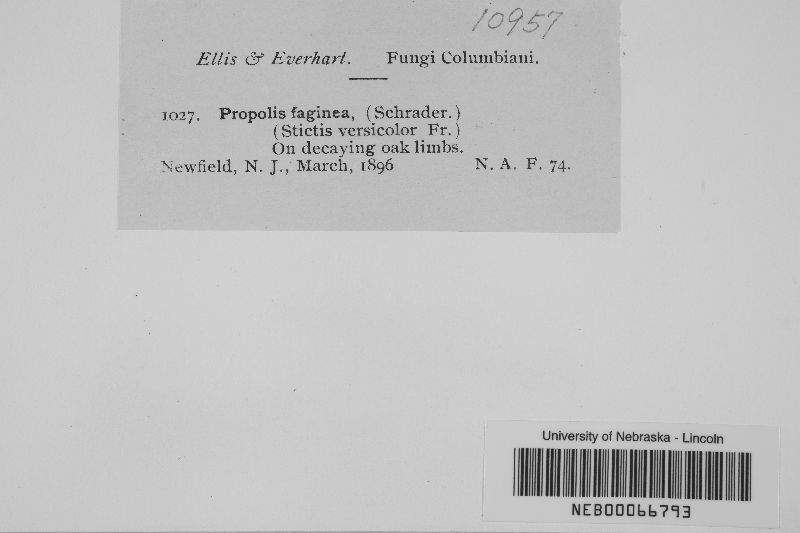 10957
Ellis & Everhart. Fungi Columbiani.
1027. Propolis faginea, (Schrader.)
(Stictis versicolor Fr.)
On decaying oak limbs.
Newfield, N. J., March, 1896 N. A. F. 74.
University of Nebraska - Lincoln
NEB00066793